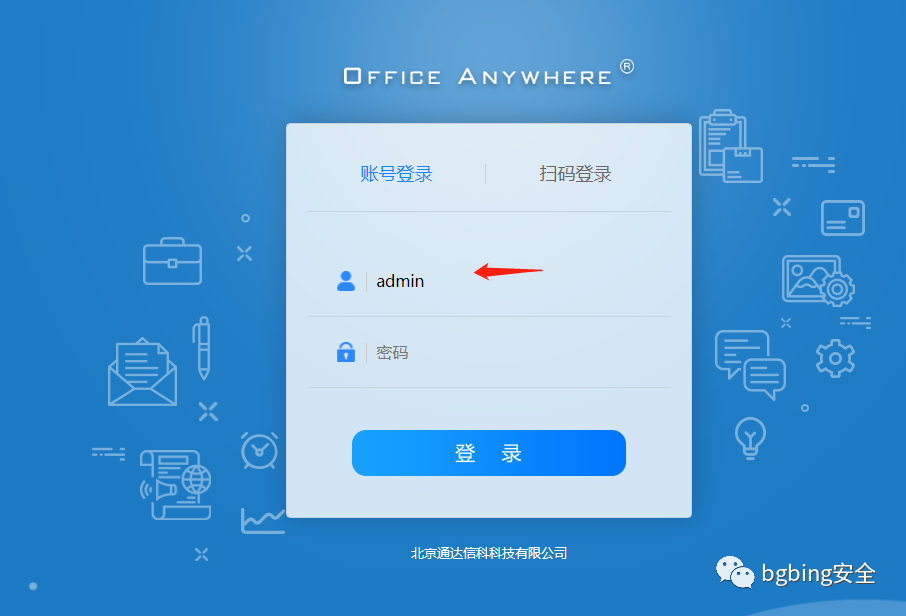 OFFICE ANYWHERE®
账号登录 扫码登录
admin
密码
登 录
北京通达信科科技有限公司
bgbing安全